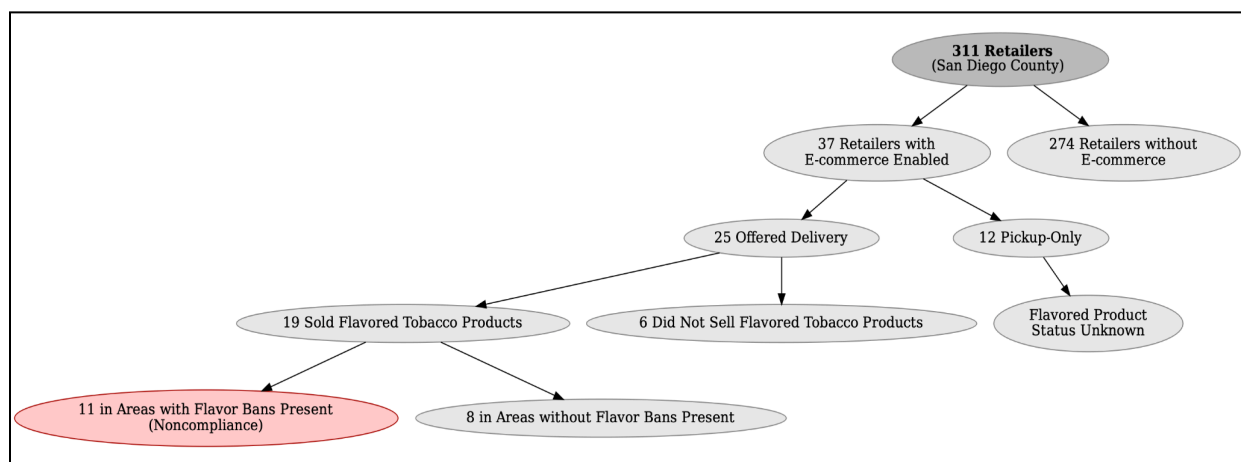 311 Retailers
(San Diego County)
37 Retailers with
E-commerce Enabled
274 Retailers without
E-commerce
25 Offered Delivery
12 Pickup-Only
19 Sold Flavored Tobacco Products
6 Did Not Sell Flavored Tobacco Products
Flavored Product
Status Unknown
11 in Areas with Flavor Bans Present
(Noncompliance)
8 in Areas without Flavor Bans Present